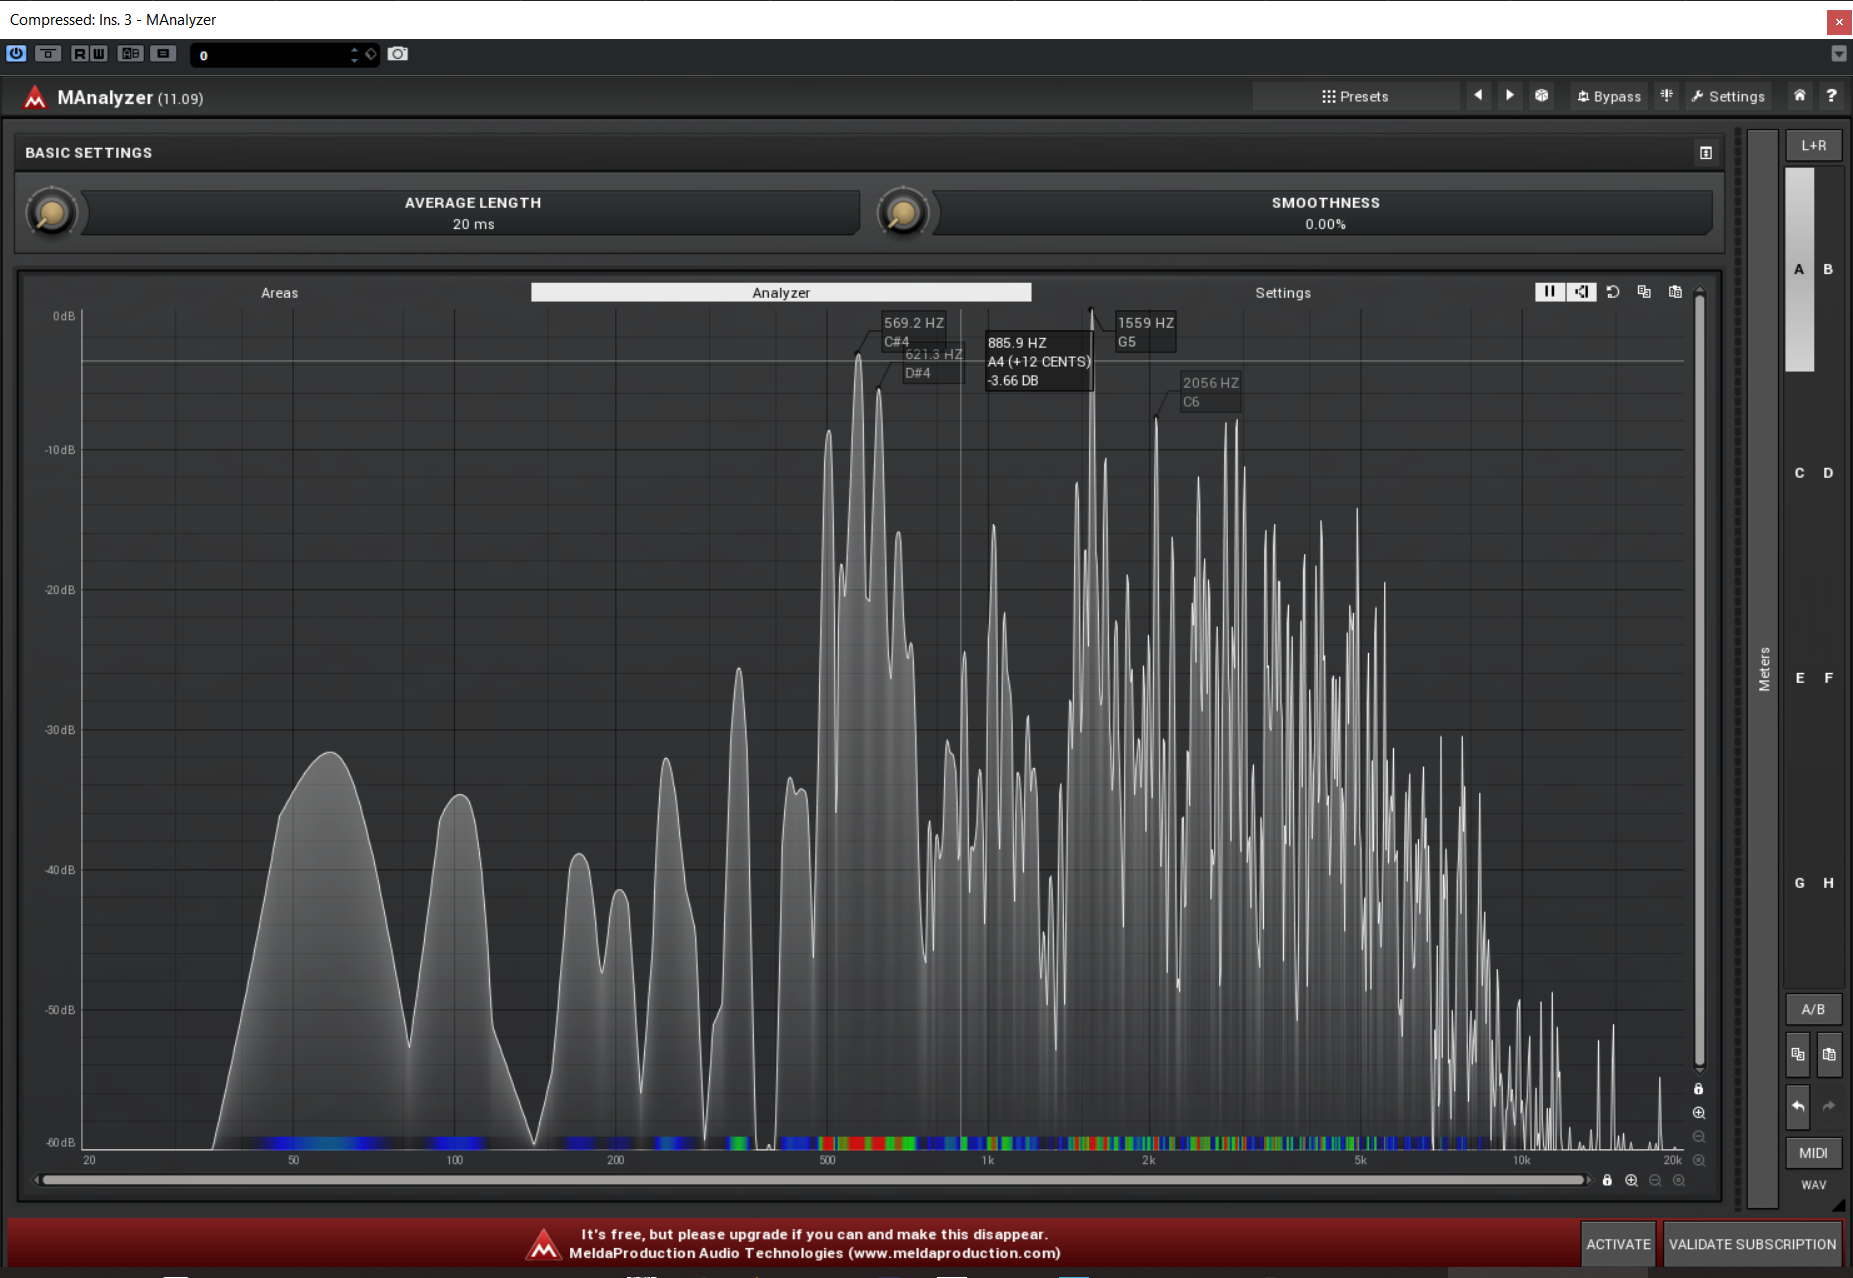 Compressed: Ins. 3 - MAnalyzer
R W AB
0
MAnalyzer (11.09)
Presets
Bypass
Settings
?
BASIC SETTINGS
AVERAGE LENGTH
20 ms
SMOOTHNESS
0.00%
L+R
A B
C D
E F
G H
A/B
MIDI
WAV
Meters
Areas
Analyzer
Settings
0dB
-10dB
-20dB
-30dB
-40dB
-50dB
-60dB
569.2 HZ
C#4
621.3 HZ
D#4
885.9 HZ
A4 (+12 CENTS)
-3.66 DB
1559 HZ
G5
2056 HZ
C6
20 50 100 200 500 1k 2k 5k 10k 20k
It's free, but please upgrade if you can and make this disappear.
MeldaProduction Audio Technologies (www.meldaproduction.com)
ACTIVATE
VALIDATE SUBSCRIPTION